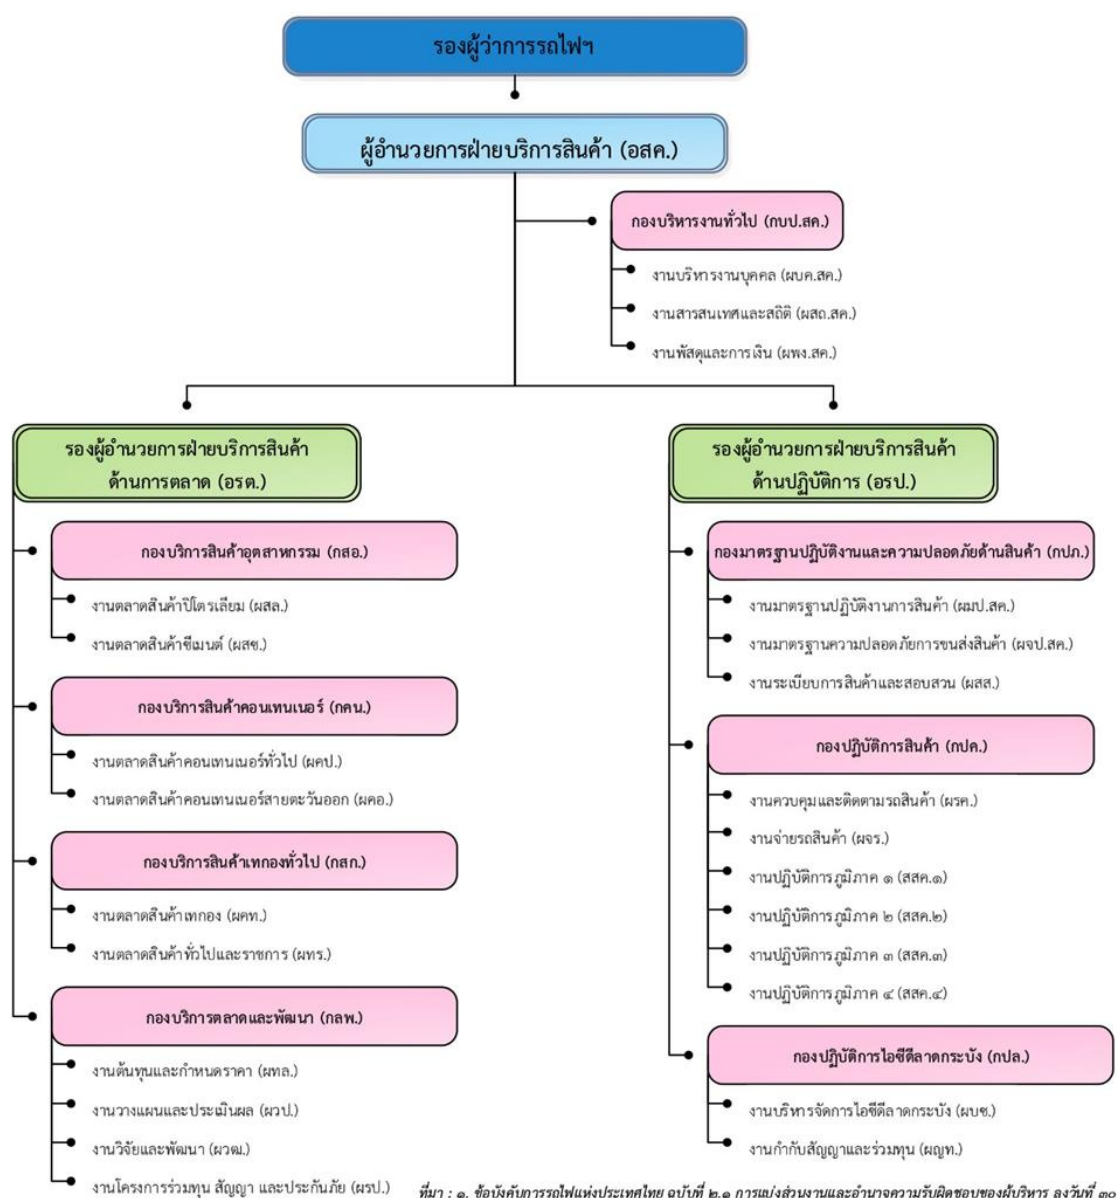 รองผู้ว่าการรถไฟฯ
ผู้อำนวยการฝ่ายบริการสินค้า (อสค.)
กองบริหารงานทั่วไป (กบป.สค.)
งานบริหารงานบุคคล (ผบค.สค.)
งานสารสนเทศและสถิติ (ผสถ.สค.)
งานพัสดุและการเงิน (ผพง.สค.)
รองผู้อำนวยการฝ่ายบริการสินค้า
ด้านการตลาด (อรต.)
กองบริการสินค้าอุตสาหกรรม (กสอ.)
งานตลาดสินค้าปิโตรเลียม (ผสล.)
งานตลาดสินค้าซีเมนต์ (ผสซ.)
กองบริการสินค้าคอนเทนเนอร์ (กคน.)
งานตลาดสินค้าคอนเทนเนอร์ทั่วไป (ผคป.)
งานตลาดสินค้าคอนเทนเนอร์สายตะวันออก (ผคอ.)
กองบริการสินค้าเทกองทั่วไป (กสก.)
งานตลาดสินค้าเทกอง (ผคท.)
งานตลาดสินค้าทั่วไปและราชการ (ผทร.)
กองบริการตลาดและพัฒนา (กลพ.)
งานต้นทุนและกำหนดราคา (ผทล.)
งานวางแผนและประเมินผล (ผวป.)
งานวิจัยและพัฒนา (ผวฒ.)
งานโครงการร่วมทุน สัญญา และประกันภัย (ผรป.)
รองผู้อำนวยการฝ่ายบริการสินค้า
ด้านปฏิบัติการ (อรป.)
กองมาตรฐานปฏิบัติงานและความปลอดภัยด้านสินค้า (กปภ.)
งานมาตรฐานปฏิบัติงานการสินค้า (ผมป.สค.)
งานมาตรฐานความปลอดภัยการขนส่งสินค้า (ผจป.สค.)
งานระเบียบการสินค้าและสอบสวน (ผสส.)
กองปฏิบัติการสินค้า (กปค.)
งานควบคุมและติดตามรถสินค้า (ผรค.)
งานจ่ายรถสินค้า (ผจร.)
งานปฏิบัติการภูมิภาค ๑ (สสค.๑)
งานปฏิบัติการภูมิภาค ๒ (สสค.๒)
งานปฏิบัติการภูมิภาค ๓ (สสค.๓)
งานปฏิบัติการภูมิภาค ๔ (สสค.๔)
กองปฏิบัติการไอซีดีลาดกระบัง (กปล.)
งานบริหารจัดการไอซีดีลาดกระบัง (ผบซ.)
งานกำกับสัญญาและร่วมทุน (ผญท.)
ที่มา : ๑. ข้อบังคับการรถไฟแห่งประเทศไทย ฉบับที่ ๒.๑ การแบ่งส่วนงานและอำนาจความรับผิดชอบของผู้บริหาร ลงวันที่